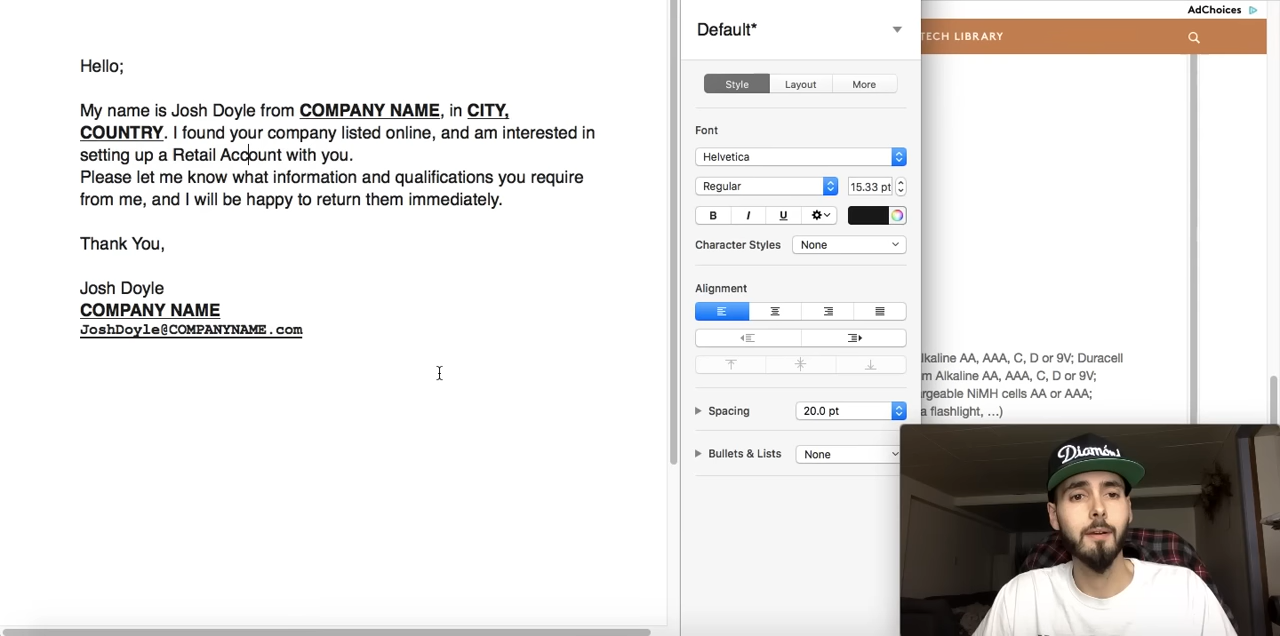 Hello;
My name is Josh Doyle from COMPANY NAME, in CITY,
COUNTRY. I found your company listed online, and am interested in
setting up a Retail Account with you.
Please let me know what information and qualifications you require
from me, and I will be happy to return them immediately.
Thank You,
Josh Doyle
COMPANY NAME
JoshDoyle@COMPANYNAME.com
Default*
Style Layout More
Font
Helvetica
Regular 15.33 pt
B I U
Character Styles None
Alignment
Spacing 20.0 pt
Bullets & Lists None
AdChoices
TECH LIBRARY
lkaline AA, AAA, C, D or 9V; Duracell
m Alkaline AA, AAA, C, D or 9V;
rgeable NiMH cells AA or AAA;
a flashlight, ...)
Diamond